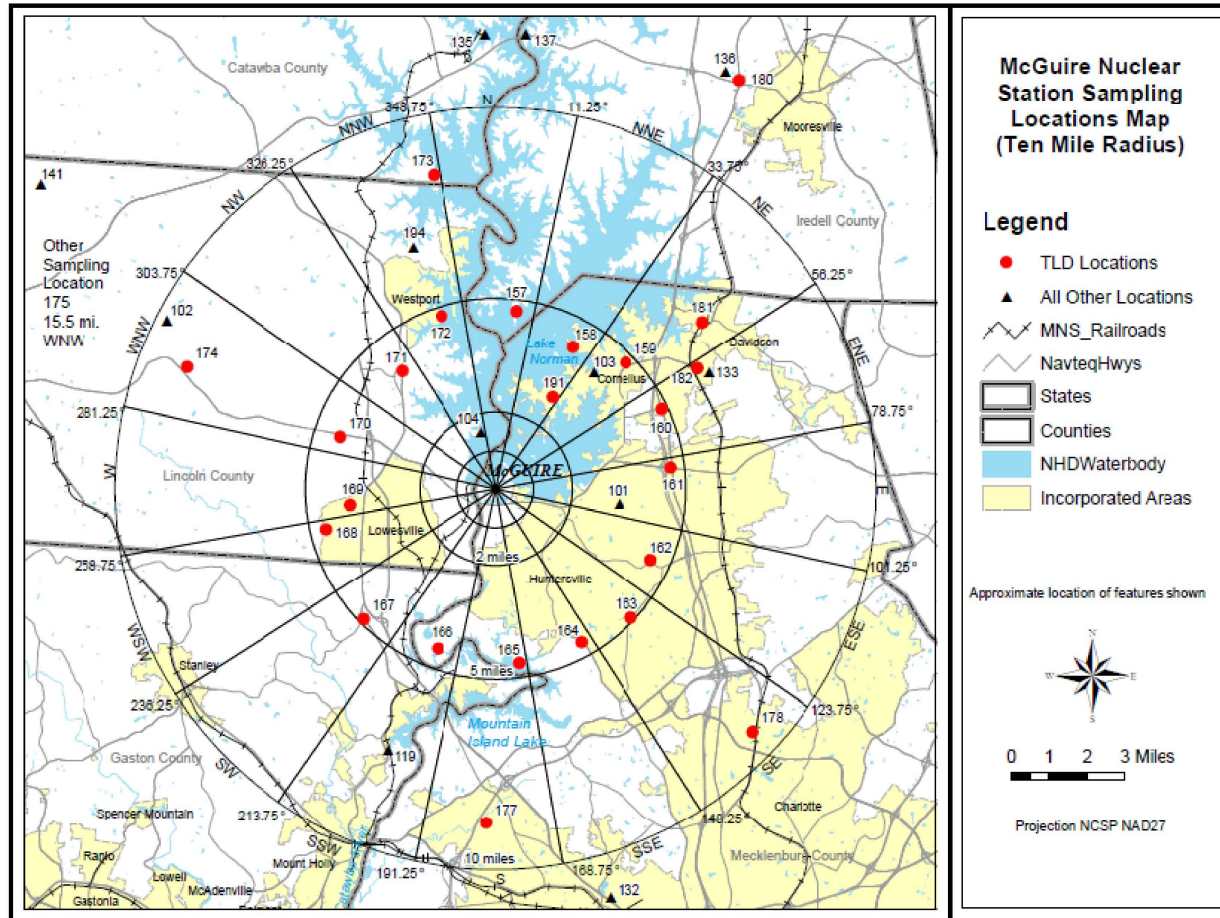 135
137
Catawba County
136
180
348.75°
N
11.25°
NNW
NNE
Mooresville
326.25°
33.75°
173
141
NW
NE
Iredell County
194
Other
Sampling
Location
175
15.5 mi.
WNW
303.75°
56.25°
102
Westport
157
181
WNW
172
158
Lake
Norman
159
Davidson
ENE
174
171
103
Cornelius
182
133
191
281.25°
78.75°
170
104
160
W
McGUIRE
Lincoln County
161
E
169
101
168
Lowesville
258.75°
2 miles
162
101.25°
Huntersville
167
163
166
164
WSW
165
ESE
Stanley
5 miles
236.25°
123.75°
Mountain
Island Lake
178
Gaston County
119
SW
SE
Spencer Mountain
213.75°
Charlotte
177
146.25°
SSW
SSE
Ranlo
Mount Holly
10 miles
Mecklenburg County
Lowell
McAdenville
191.25°
S
168.75°
Gastonia
132
McGuire Nuclear
Station Sampling
Locations Map
(Ten Mile Radius)
Legend
TLD Locations
All Other Locations
MNS_Railroads
NavteqHwys
States
Counties
NHDWaterbody
Incorporated Areas
Approximate location of features shown
N
W
E
S
0 1 2 3 Miles
Projection NCSP NAD27